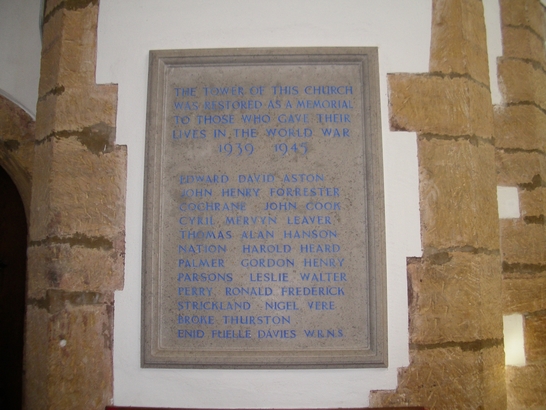 THE TOWER OF THIS CHURCH
WAS RESTORED AS A MEMORIAL
TO THOSE WHO GAVE THEIR
LIVES IN THE WORLD WAR
1939 1945
EDWARD DAVID ASTON
JOHN HENRY FORRESTER
COCHRANE JOHN COOK
CYRIL MERVYN LEAVER
THOMAS ALAN HANSON
NATION HAROLD HEARD
PALMER GORDON HENRY
PARSONS LESLIE WALTER
PERRY RONALD FREDERICK
STRICKLAND NIGEL VERE
BROKE THURSTON
ENID DAVIES W.R.N.S.